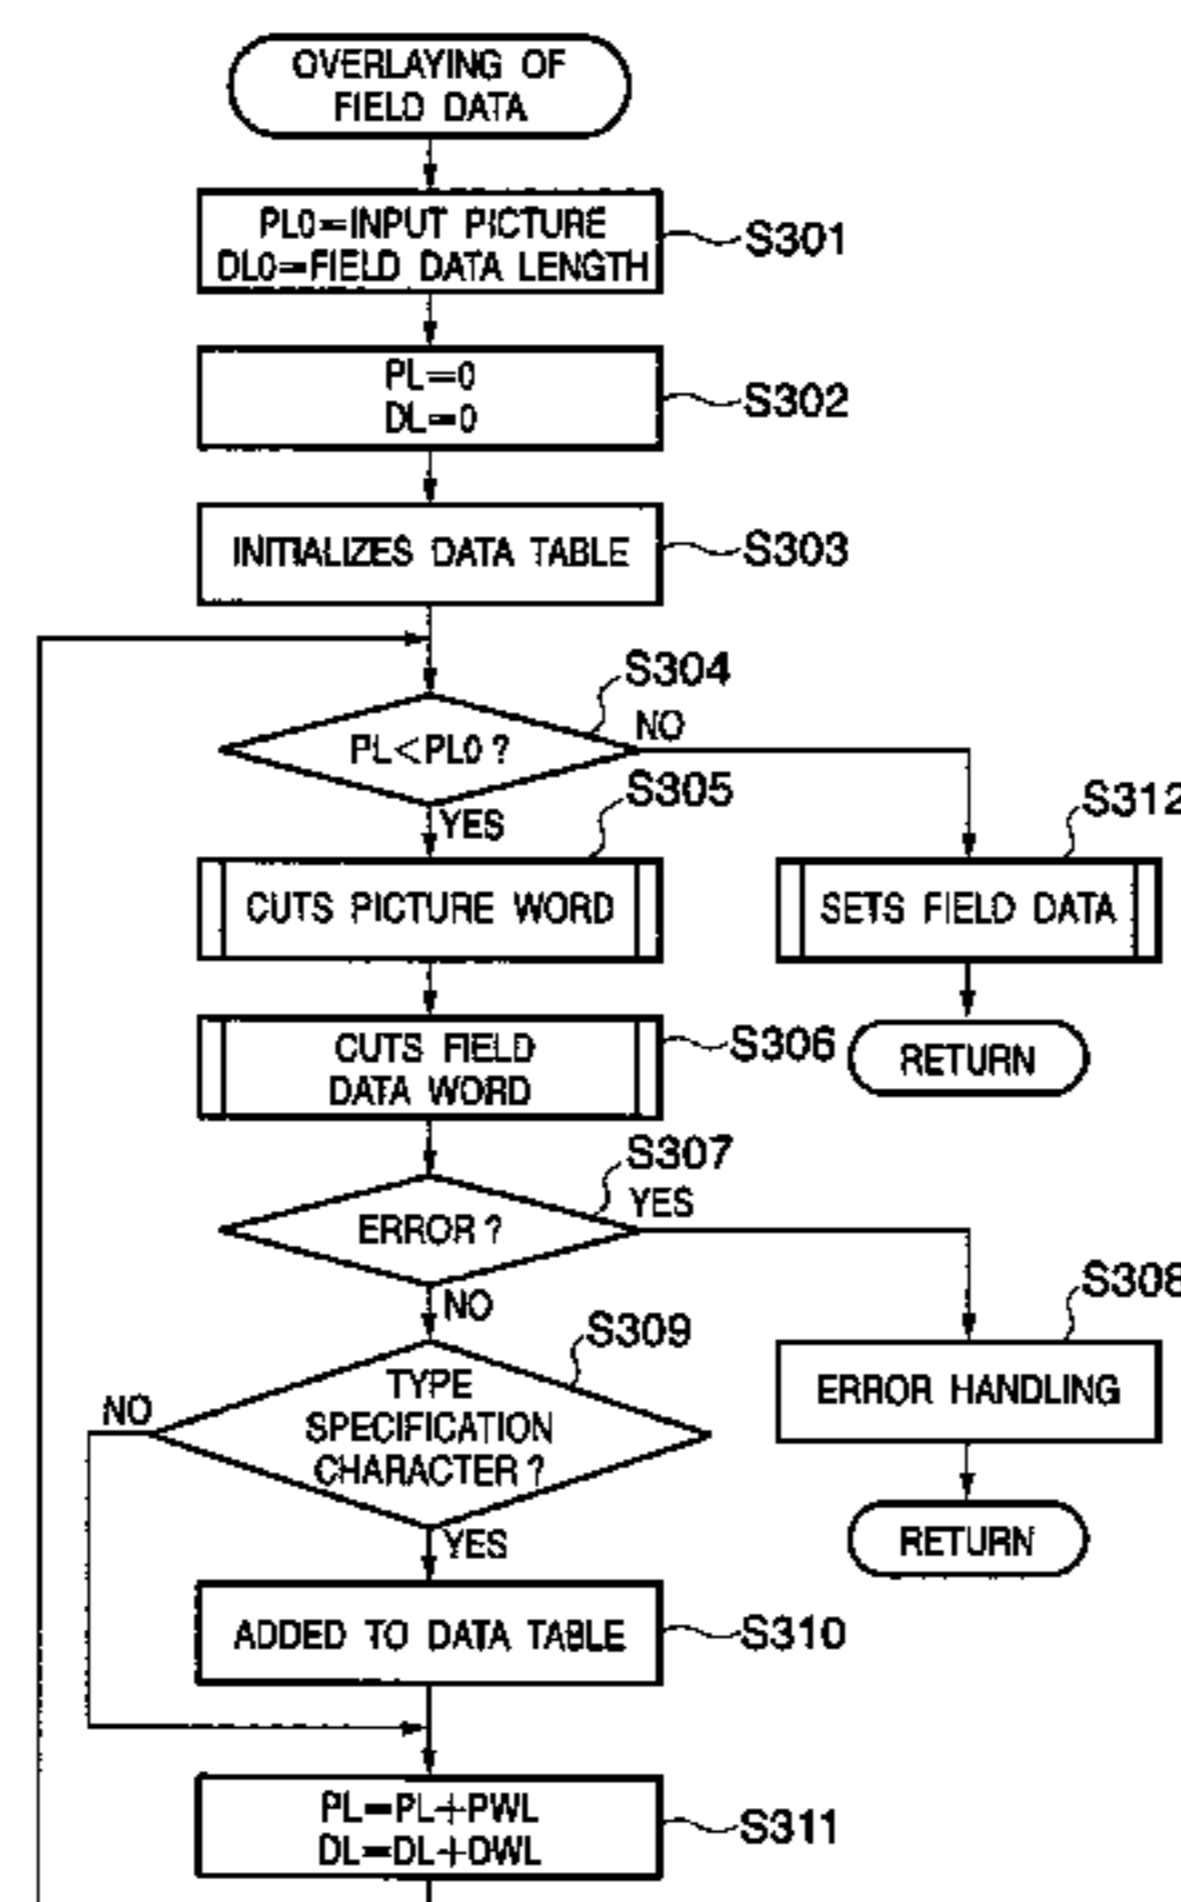 OVERLAYING OF
FIELD DATA
PL0=INPUT PICTURE
DL0=FIELD DATA LENGTH
S301
PL=0
DL=0
S302
INITIALIZES DATA TABLE
S303
S304
PL<PL0?
NO
YES
S305
CUTS PICTURE WORD
S312
SETS FIELD DATA
CUTS FIELD
DATA WORD
S306
RETURN
S307
ERROR?
YES
NO
S308
ERROR HANDLING
S309
TYPE
SPECIFICATION
CHARACTER?
NO
YES
RETURN
ADDED TO DATA TABLE
S310
PL=PL+PWL
DL=DL+DWL
S311